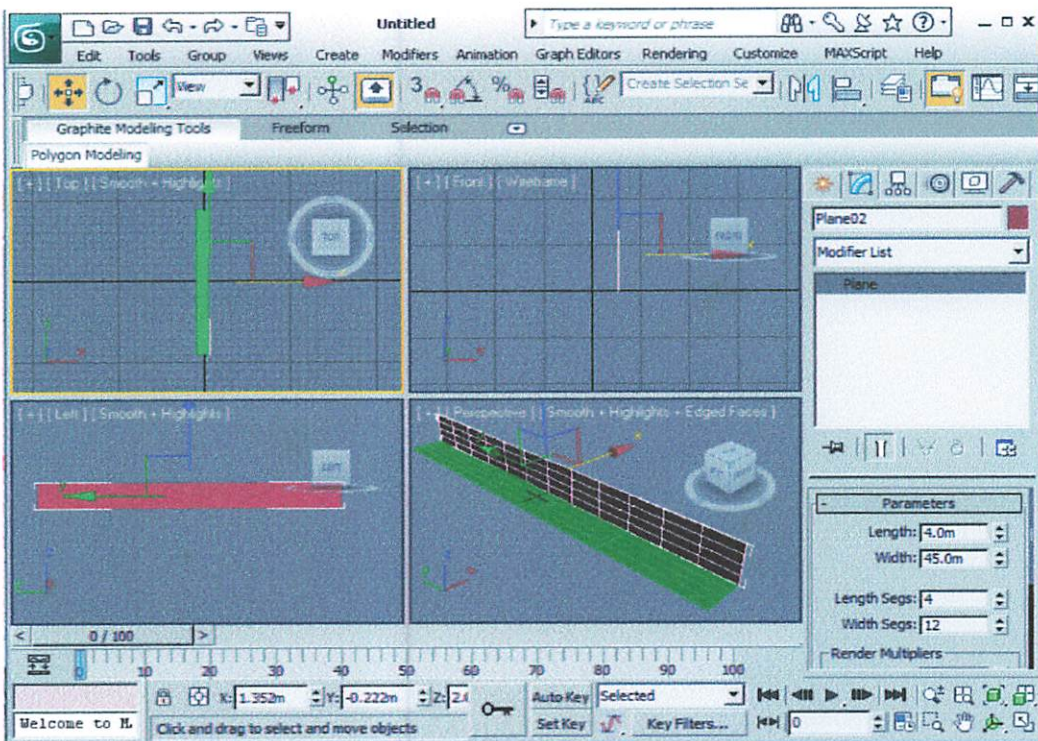 Untitled
Type a keyword or phrase
Edit Tools Group Views Create Modifiers Animation Graph Editors Rendering Customize MAXScript Help
View
3
%
ABC
Create Selection Se
Graphite Modeling Tools Freeform Selection
Polygon Modeling
[ + ] [ Top ] [ Smooth + Highlights ]
TOP
[ + ] [ Front ] [ Wireframe ]
FRONT
Plane02
Modifier List
Plane
[ + ] [ Left ] [ Smooth + Highlights ]
LEFT
[ + ] [ Perspective ] [ Smooth + Highlights + Edged Faces ]
Parameters
Length: 4.0m
Width: 45.0m
Length Segs: 4
Width Segs: 12
Render Multipliers
< 0 / 100 >
0 10 20 30 40 50 60 70 80 90 100
X: 1.352m Y: -0.222m Z: Auto Key Selected
Welcome to M Click and drag to select and move objects Set Key Key Filters... 0